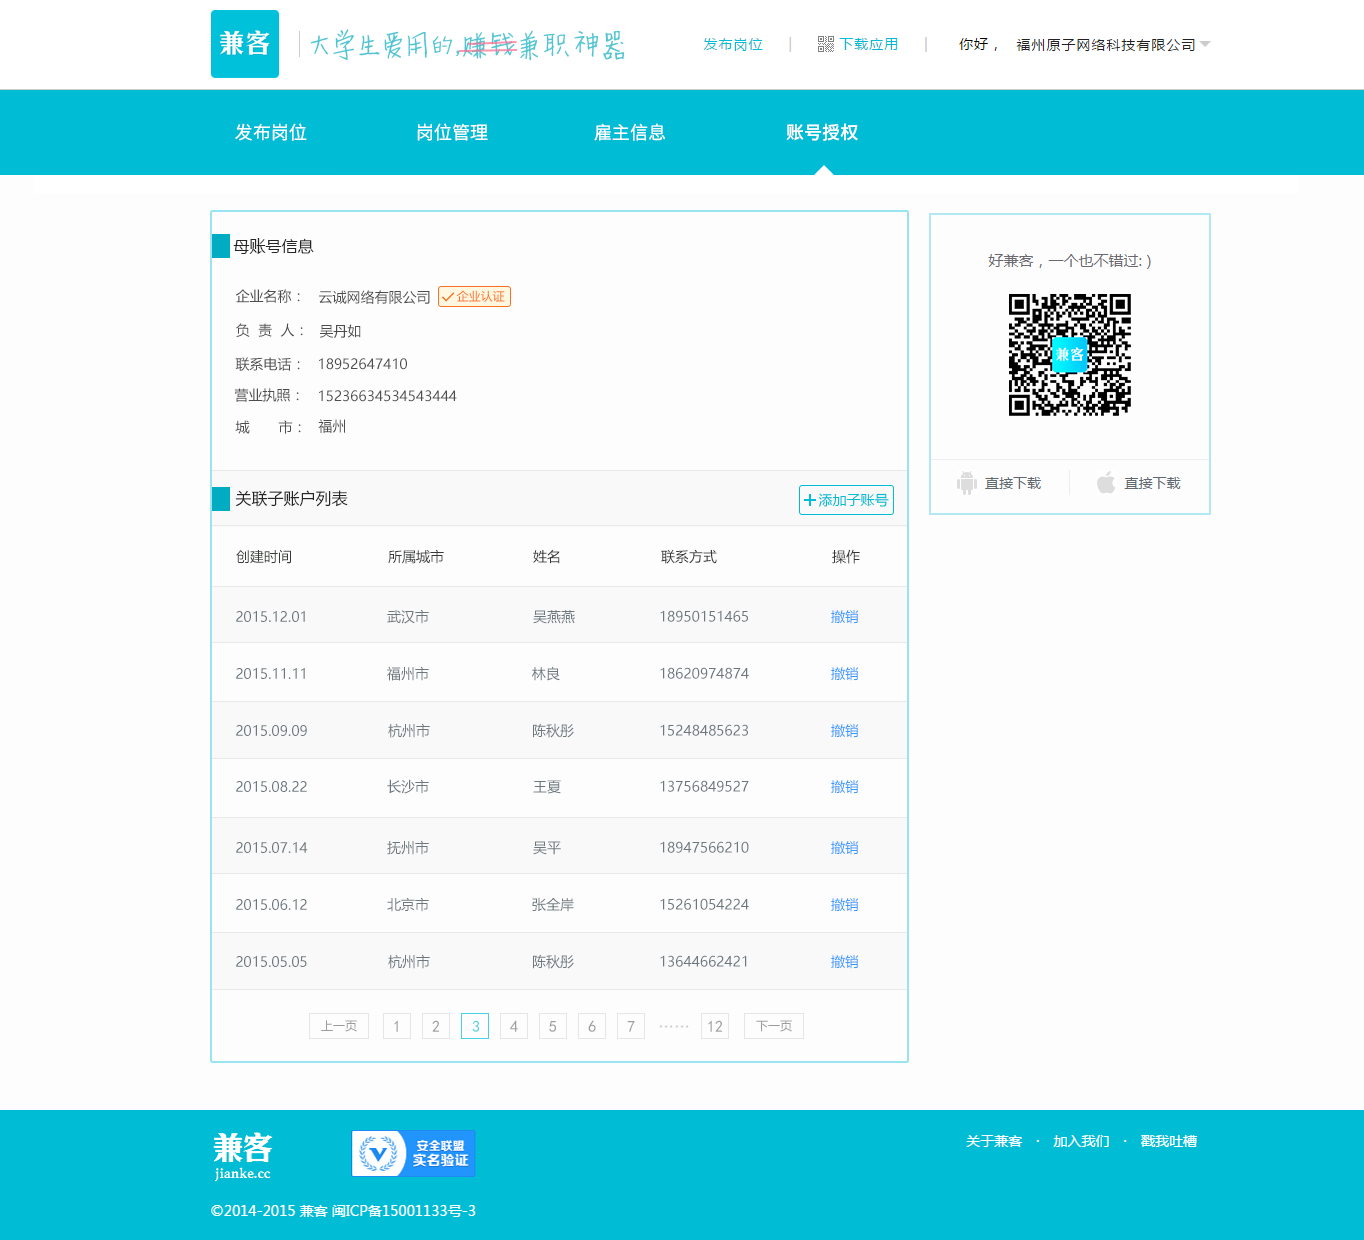 兼客
大学生爱用的,赚钱兼职神器
发布岗位 | 下载应用 | 你好， 福州原子网络科技有限公司
发布岗位 岗位管理 雇主信息 账号授权
母账号信息
企业名称： 云诚网络有限公司 企业认证
负 责 人： 吴丹如
联系电话： 18952647410
营业执照： 15236634534543444
城 市： 福州
好兼客，一个也不错过: )
兼客
直接下载 直接下载
关联子账户列表 添加子账号
创建时间 所属城市 姓名 联系方式 操作
2015.12.01 武汉市 吴燕燕 18950151465 撤销
2015.11.11 福州市 林良 18620974874 撤销
2015.09.09 杭州市 陈秋彤 15248485623 撤销
2015.08.22 长沙市 王夏 13756849527 撤销
2015.07.14 抚州市 吴平 18947566210 撤销
2015.06.12 北京市 张全岸 15261054224 撤销
2015.05.05 杭州市 陈秋彤 13644662421 撤销
上一页 1 2 3 4 5 6 7 …… 12 下一页
兼客
jianke.cc
安全联盟
实名验证
关于兼客 · 加入我们 · 戳我吐槽
©2014-2015 兼客 闽ICP备15001133号-3